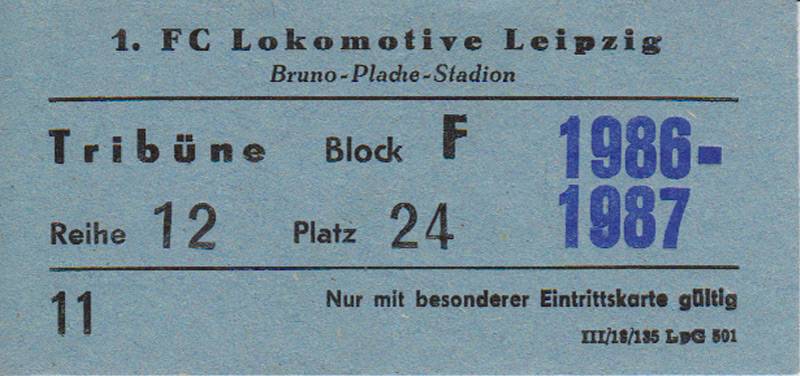 1. FC Lokomotive Leipzig
Bruno-Plache-Stadion
Tribüne Block F 1986-
Reihe 12 Platz 24 1987
11 Nur mit besonderer Eintrittskarte gültig
III/18/135 LpG 501